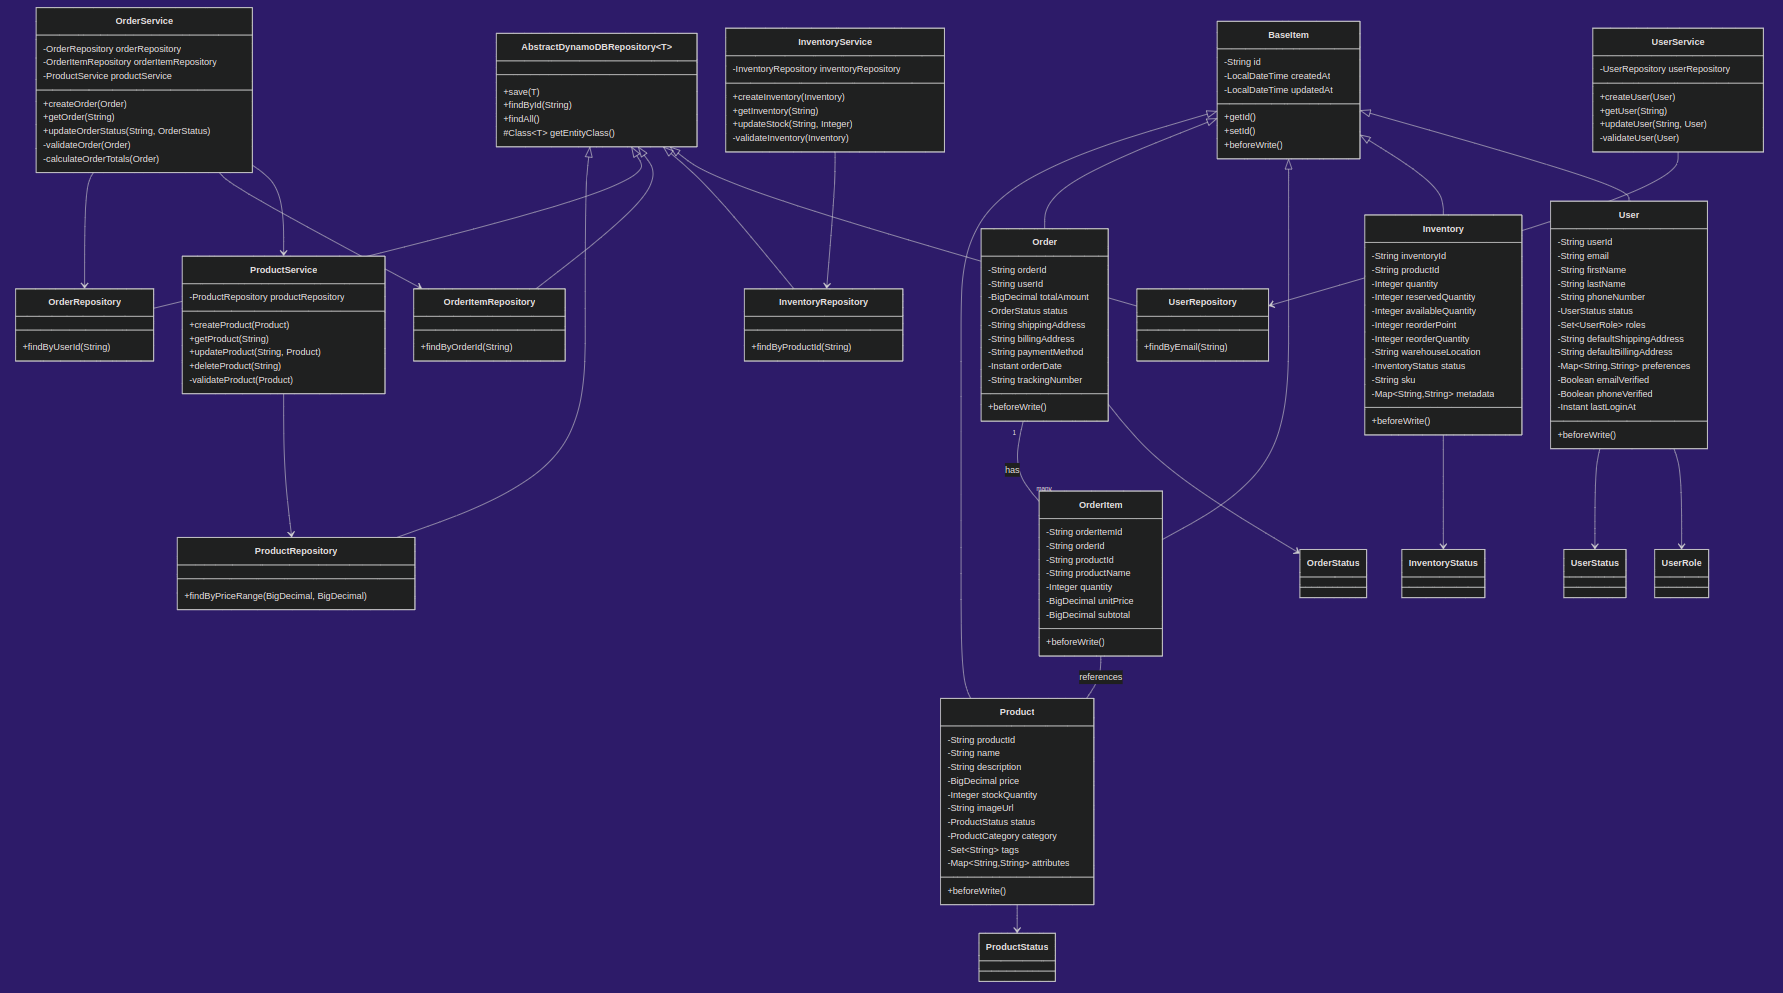 OrderService
-OrderRepository orderRepository
-OrderItemRepository orderItemRepository
-ProductService productService
+createOrder(Order)
+getOrder(String)
+updateOrderStatus(String, OrderStatus)
-validateOrder(Order)
-calculateOrderTotals(Order)
AbstractDynamoDBRepository<T>
+save(T)
+findById(String)
+findAll()
#Class<T> getEntityClass()
InventoryService
-InventoryRepository inventoryRepository
+createInventory(Inventory)
+getInventory(String)
+updateStock(String, Integer)
-validateInventory(Inventory)
BaseItem
-String id
-LocalDateTime createdAt
-LocalDateTime updatedAt
+getId()
+setId()
+beforeWrite()
UserService
-UserRepository userRepository
+createUser(User)
+getUser(String)
+updateUser(String, User)
-validateUser(User)
OrderRepository
+findByUserId(String)
ProductService
-ProductRepository productRepository
+createProduct(Product)
+getProduct(String)
+updateProduct(String, Product)
+deleteProduct(String)
-validateProduct(Product)
OrderItemRepository
+findByOrderId(String)
InventoryRepository
+findByProductId(String)
Order
-String orderId
-String userId
-BigDecimal totalAmount
-OrderStatus status
-String shippingAddress
-String billingAddress
-String paymentMethod
-Instant orderDate
-String trackingNumber
+beforeWrite()
UserRepository
+findByEmail(String)
Inventory
-String inventoryId
-String productId
-Integer quantity
-Integer reservedQuantity
-Integer availableQuantity
-Integer reorderPoint
-Integer reorderQuantity
-String warehouseLocation
-InventoryStatus status
-String sku
-Map<String,String> metadata
+beforeWrite()
User
-String userId
-String email
-String firstName
-String lastName
-String phoneNumber
-UserStatus status
-Set<UserRole> roles
-String defaultShippingAddress
-String defaultBillingAddress
-Map<String,String> preferences
-Boolean emailVerified
-Boolean phoneVerified
-Instant lastLoginAt
+beforeWrite()
1
has
many
ProductRepository
+findByPriceRange(BigDecimal, BigDecimal)
OrderItem
-String orderItemId
-String orderId
-String productId
-String productName
-Integer quantity
-BigDecimal unitPrice
-BigDecimal subtotal
+beforeWrite()
OrderStatus
InventoryStatus
UserStatus
UserRole
references
Product
-String productId
-String name
-String description
-BigDecimal price
-Integer stockQuantity
-String imageUrl
-ProductStatus status
-ProductCategory category
-Set<String> tags
-Map<String,String> attributes
+beforeWrite()
ProductStatus